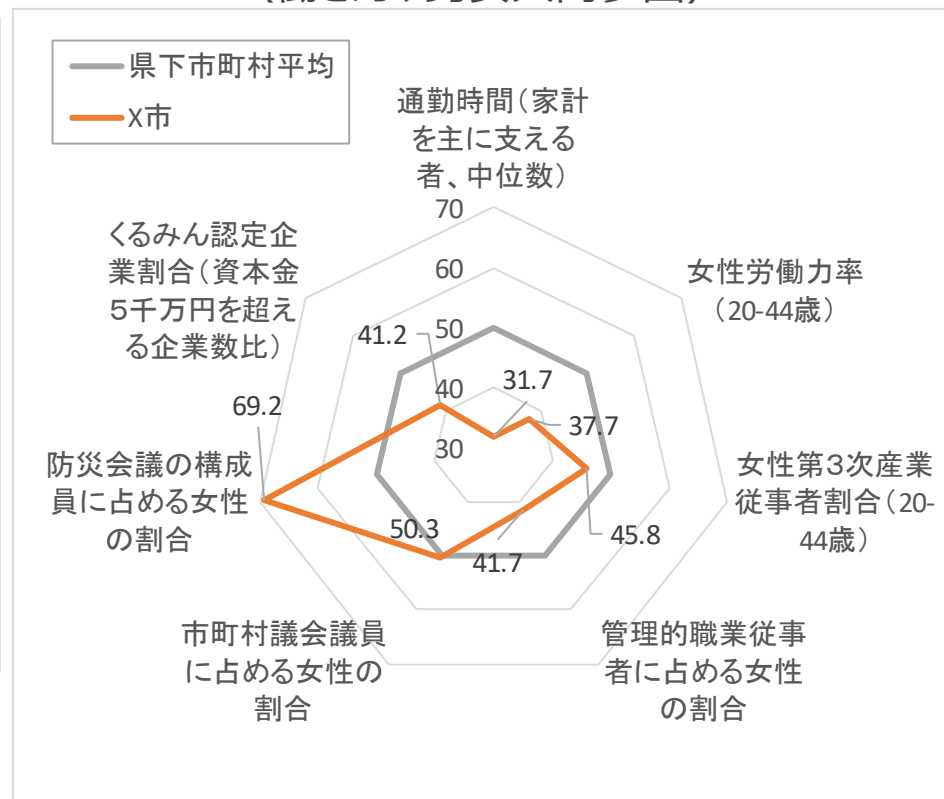 県下市町村平均
X市
通勤時間（家計
を主に支える
者、中位数）
女性労働力率
（20-44歳）
女性第３次産業
従事者割合（20-
44歳）
管理的職業従事
者に占める女性
の割合
市町村議会議員
に占める女性の
割合
防災会議の構成
員に占める女性
の割合
くるみん認定企
業割合（資本金
５千万円を超え
る企業数比）
70
60
50
40
30
31.7
37.7
45.8
41.7
50.3
69.2
41.2